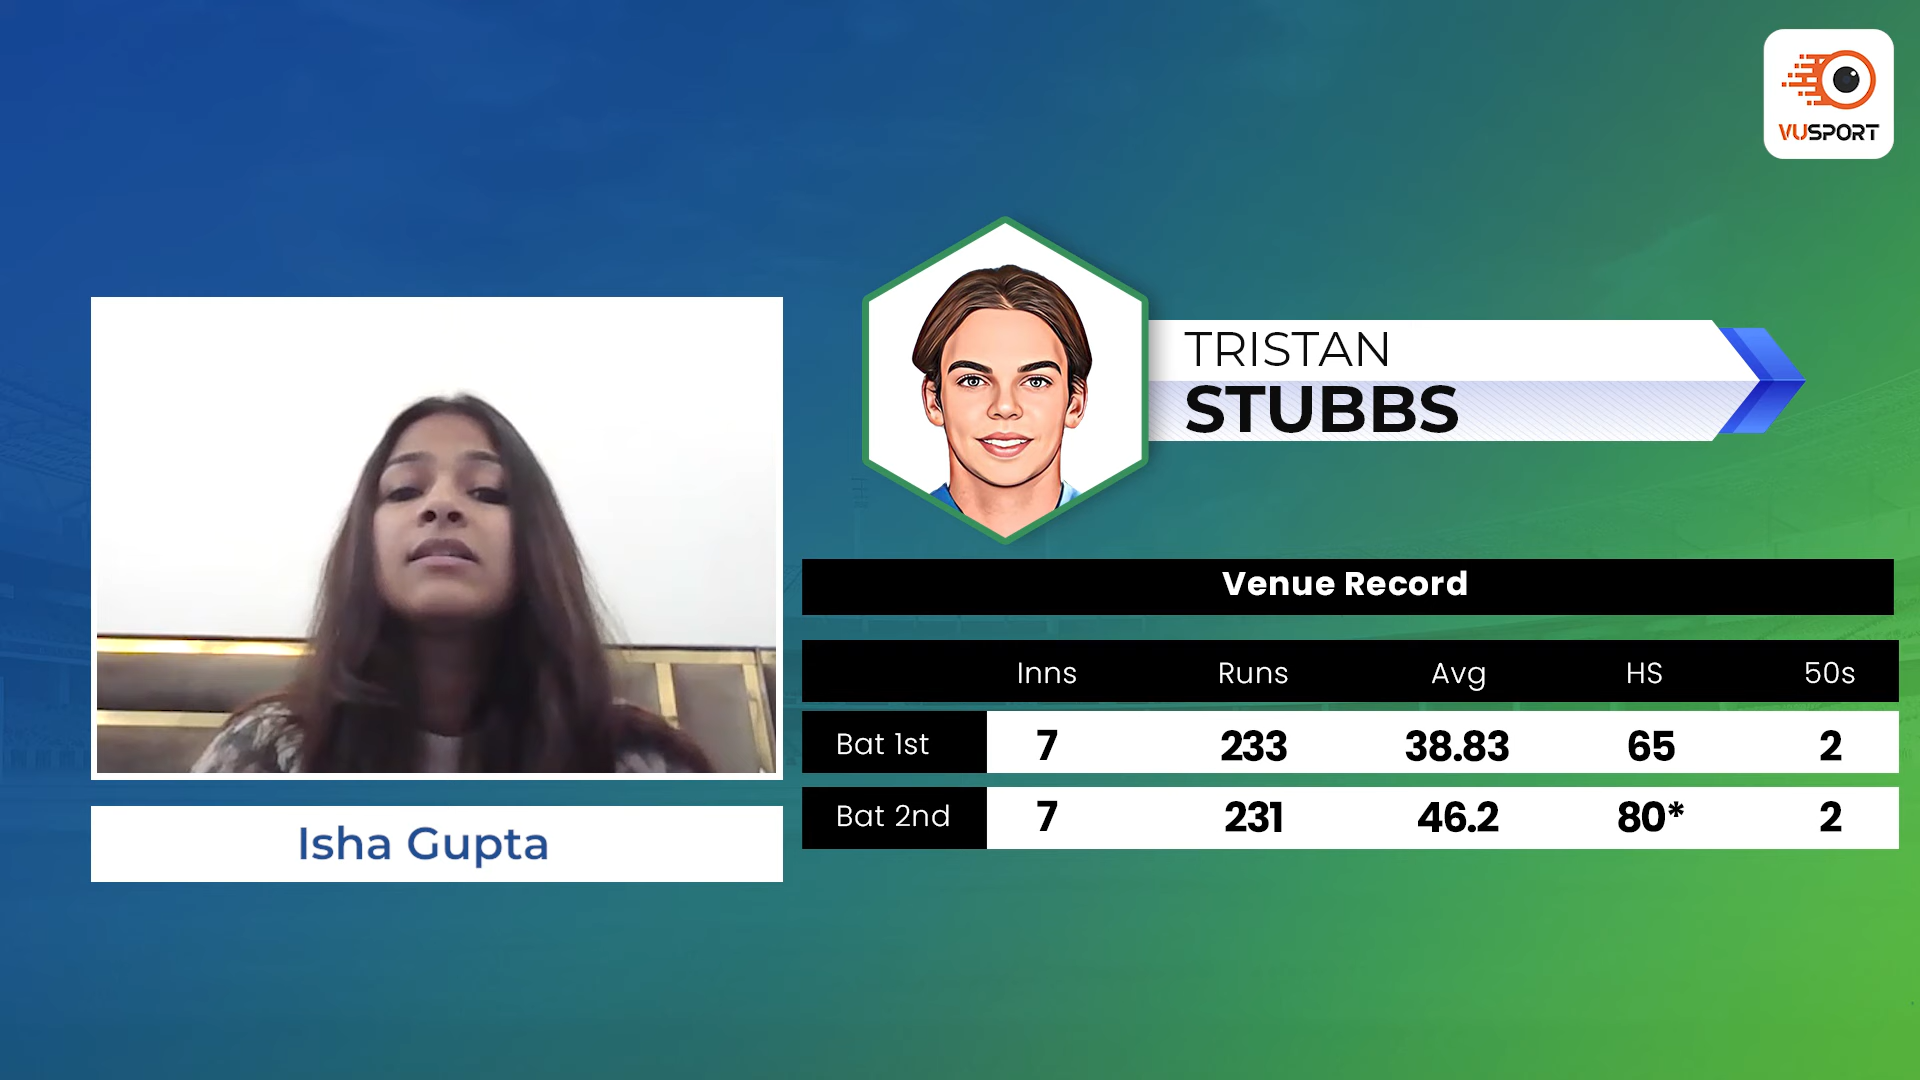 VUSPORT
TRISTAN
STUBBS
Venue Record
Inns Runs Avg HS 50s
Bat 1st 7 233 38.83 65 2
Bat 2nd 7 231 46.2 80* 2
Isha Gupta